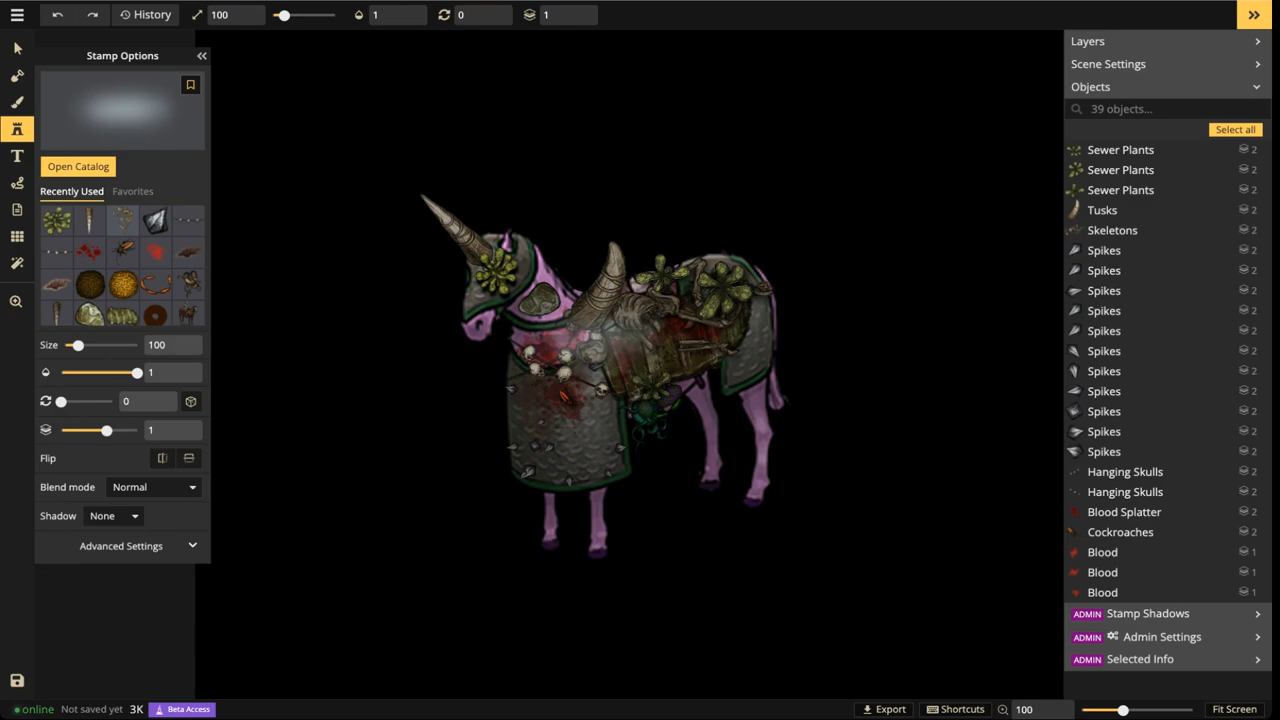 History
100
1
0
1
Layers
Stamp Options
Scene Settings
Objects
39 objects...
Select all
Open Catalog
Recently Used Favorites
Sewer Plants 2
Sewer Plants 2
Sewer Plants 2
Tusks 2
Skeletons 2
Spikes 2
Spikes 2
Spikes 2
Spikes 2
Spikes 2
Spikes 2
Spikes 2
Spikes 2
Spikes 2
Spikes 2
Spikes 2
Hanging Skulls 2
Hanging Skulls 2
Blood Splatter 2
Cockroaches 2
Blood 1
Blood 1
Blood 1
Size 100
1
0
1
Flip
Blend mode Normal
Shadow None
Advanced Settings
ADMIN Stamp Shadows
ADMIN Admin Settings
ADMIN Selected Info
online Not saved yet 3K Beta Access
Export Shortcuts 100 Fit Screen